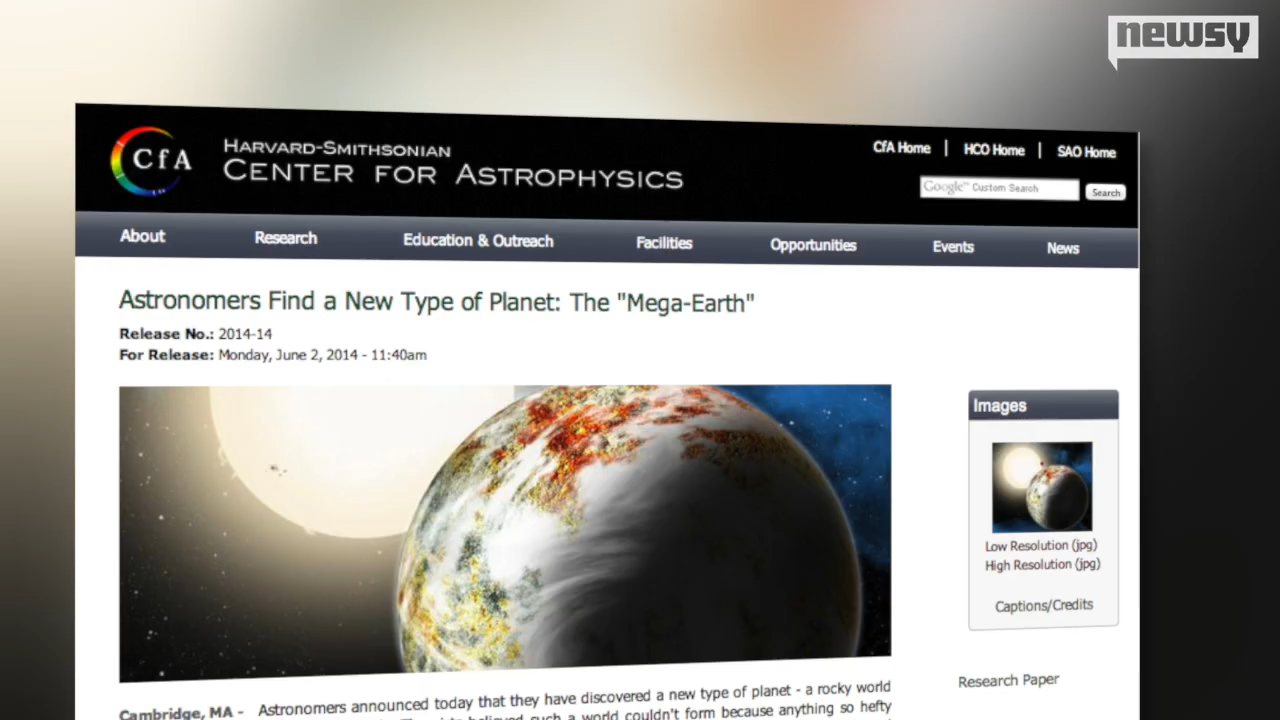 newsy
CfA
HARVARD-SMITHSONIAN
CENTER FOR ASTROPHYSICS
CfA Home | HCO Home | SAO Home
Google™ Custom Search Search
About Research Education & Outreach Facilities Opportunities Events News
Astronomers Find a New Type of Planet: The "Mega-Earth"
Release No.: 2014-14
For Release: Monday, June 2, 2014 - 11:40am
Images
Low Resolution (jpg)
High Resolution (jpg)
Captions/Credits
Research Paper
Cambridge, MA - Astronomers announced today that they have discovered a new type of planet - a rocky world
believed such a world couldn't form because anything so hefty